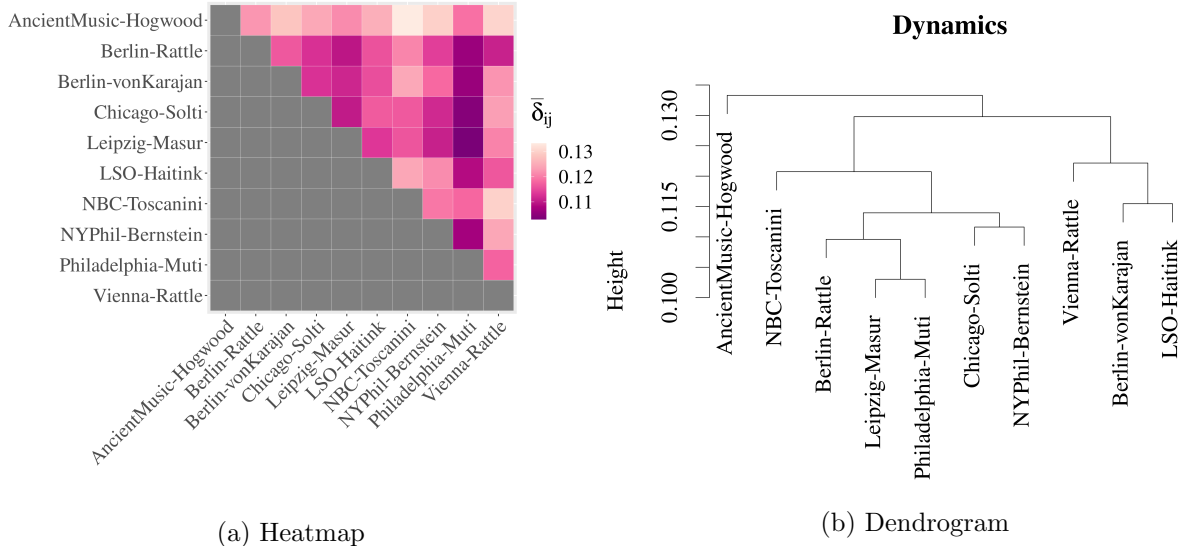 AncientMusic-Hogwood
Berlin-Rattle
Berlin-vonKarajan
Chicago-Solti
Leipzig-Masur
LSO-Haitink
NBC-Toscanini
NYPhil-Bernstein
Philadelphia-Muti
Vienna-Rattle
AncientMusic-Hogwood
Berlin-Rattle
Berlin-vonKarajan
Chicago-Solti
Leipzig-Masur
LSO-Haitink
NBC-Toscanini
NYPhil-Bernstein
Philadelphia-Muti
Vienna-Rattle
δ̅ij
0.13
0.12
0.11
(a) Heatmap
Dynamics
Height
0.130
0.115
0.100
AncientMusic-Hogwood
NBC-Toscanini
Berlin-Rattle
Leipzig-Masur
Philadelphia-Muti
Chicago-Solti
NYPhil-Bernstein
Vienna-Rattle
Berlin-vonKarajan
LSO-Haitink
(b) Dendrogram